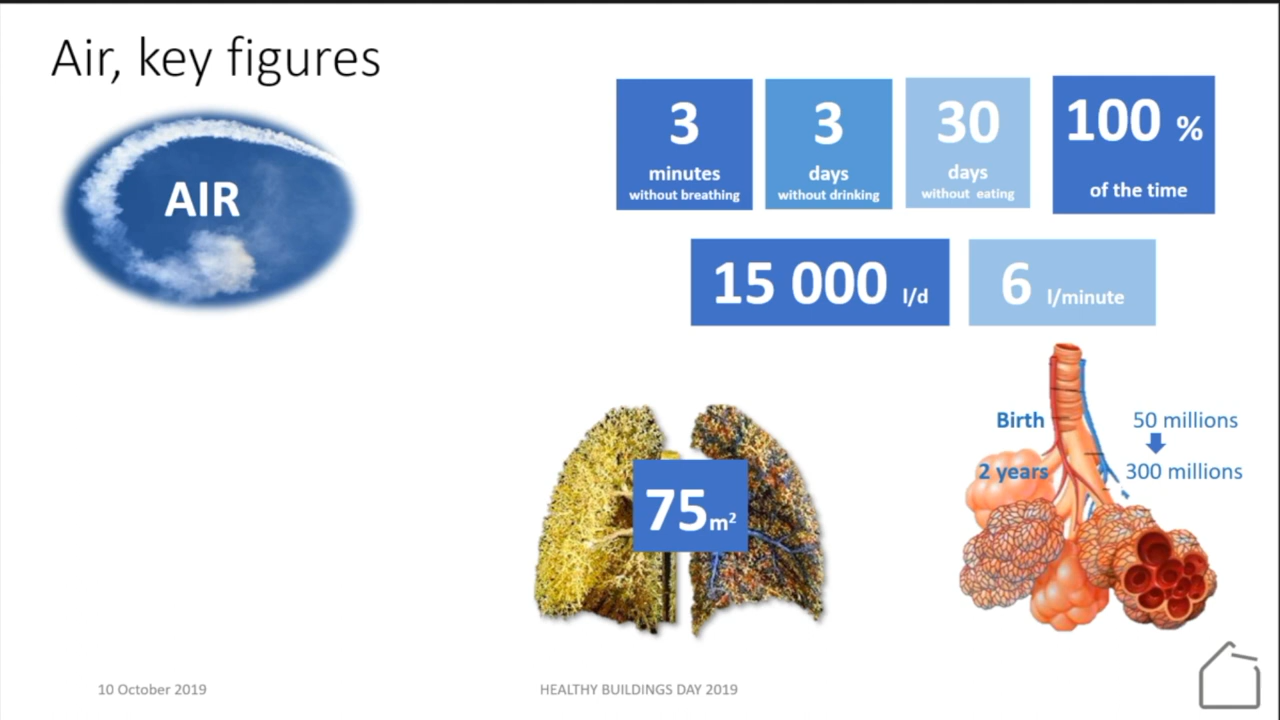 Air, key figures
AIR
3
minutes
without breathing
3
days
without drinking
30
days
without eating
100 %
of the time
15 000 l/d
6 l/minute
75m²
Birth 50 millions
2 years 300 millions
10 October 2019
HEALTHY BUILDINGS DAY 2019